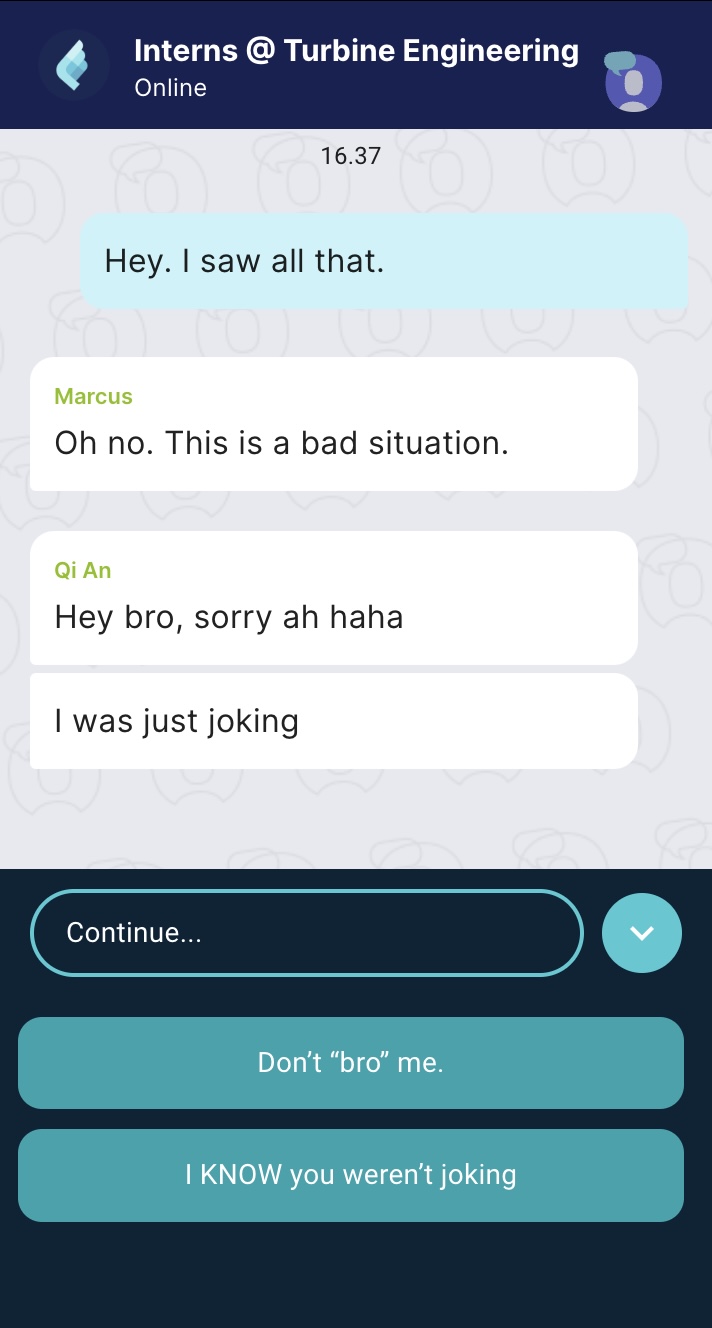 Interns @ Turbine Engineering
Online
16.37
Hey. I saw all that.
Marcus
Oh no. This is a bad situation.
Qi An
Hey bro, sorry ah haha
I was just joking
Continue...
Don’t “bro” me.
I KNOW you weren’t joking